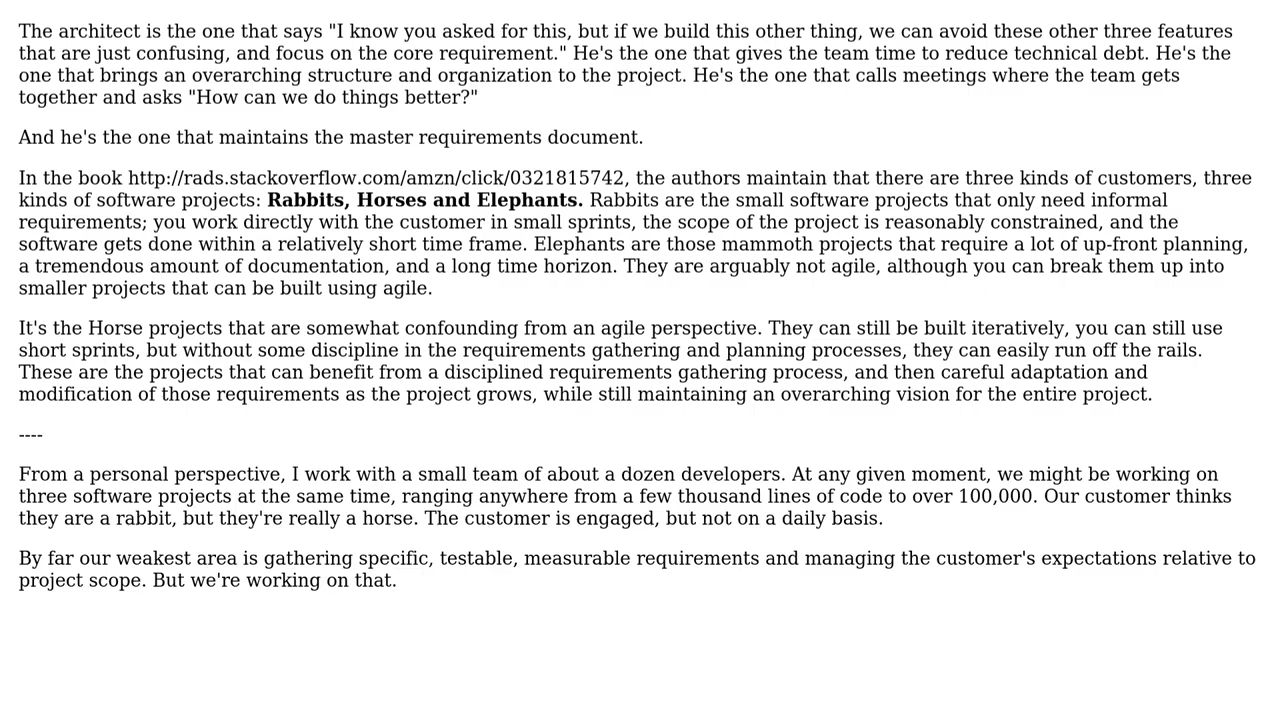 The architect is the one that says "I know you asked for this, but if we build this other thing, we can avoid these other three features
that are just confusing, and focus on the core requirement." He's the one that gives the team time to reduce technical debt. He's the
one that brings an overarching structure and organization to the project. He's the one that calls meetings where the team gets
together and asks "How can we do things better?"
And he's the one that maintains the master requirements document.
In the book http://rads.stackoverflow.com/amzn/click/0321815742, the authors maintain that there are three kinds of customers, three
kinds of software projects: Rabbits, Horses and Elephants. Rabbits are the small software projects that only need informal
requirements; you work directly with the customer in small sprints, the scope of the project is reasonably constrained, and the
software gets done within a relatively short time frame. Elephants are those mammoth projects that require a lot of up-front planning,
a tremendous amount of documentation, and a long time horizon. They are arguably not agile, although you can break them up into
smaller projects that can be built using agile.
It's the Horse projects that are somewhat confounding from an agile perspective. They can still be built iteratively, you can still use
short sprints, but without some discipline in the requirements gathering and planning processes, they can easily run off the rails.
These are the projects that can benefit from a disciplined requirements gathering process, and then careful adaptation and
modification of those requirements as the project grows, while still maintaining an overarching vision for the entire project.
----
From a personal perspective, I work with a small team of about a dozen developers. At any given moment, we might be working on
three software projects at the same time, ranging anywhere from a few thousand lines of code to over 100,000. Our customer thinks
they are a rabbit, but they're really a horse. The customer is engaged, but not on a daily basis.
By far our weakest area is gathering specific, testable, measurable requirements and managing the customer's expectations relative to
project scope. But we're working on that.